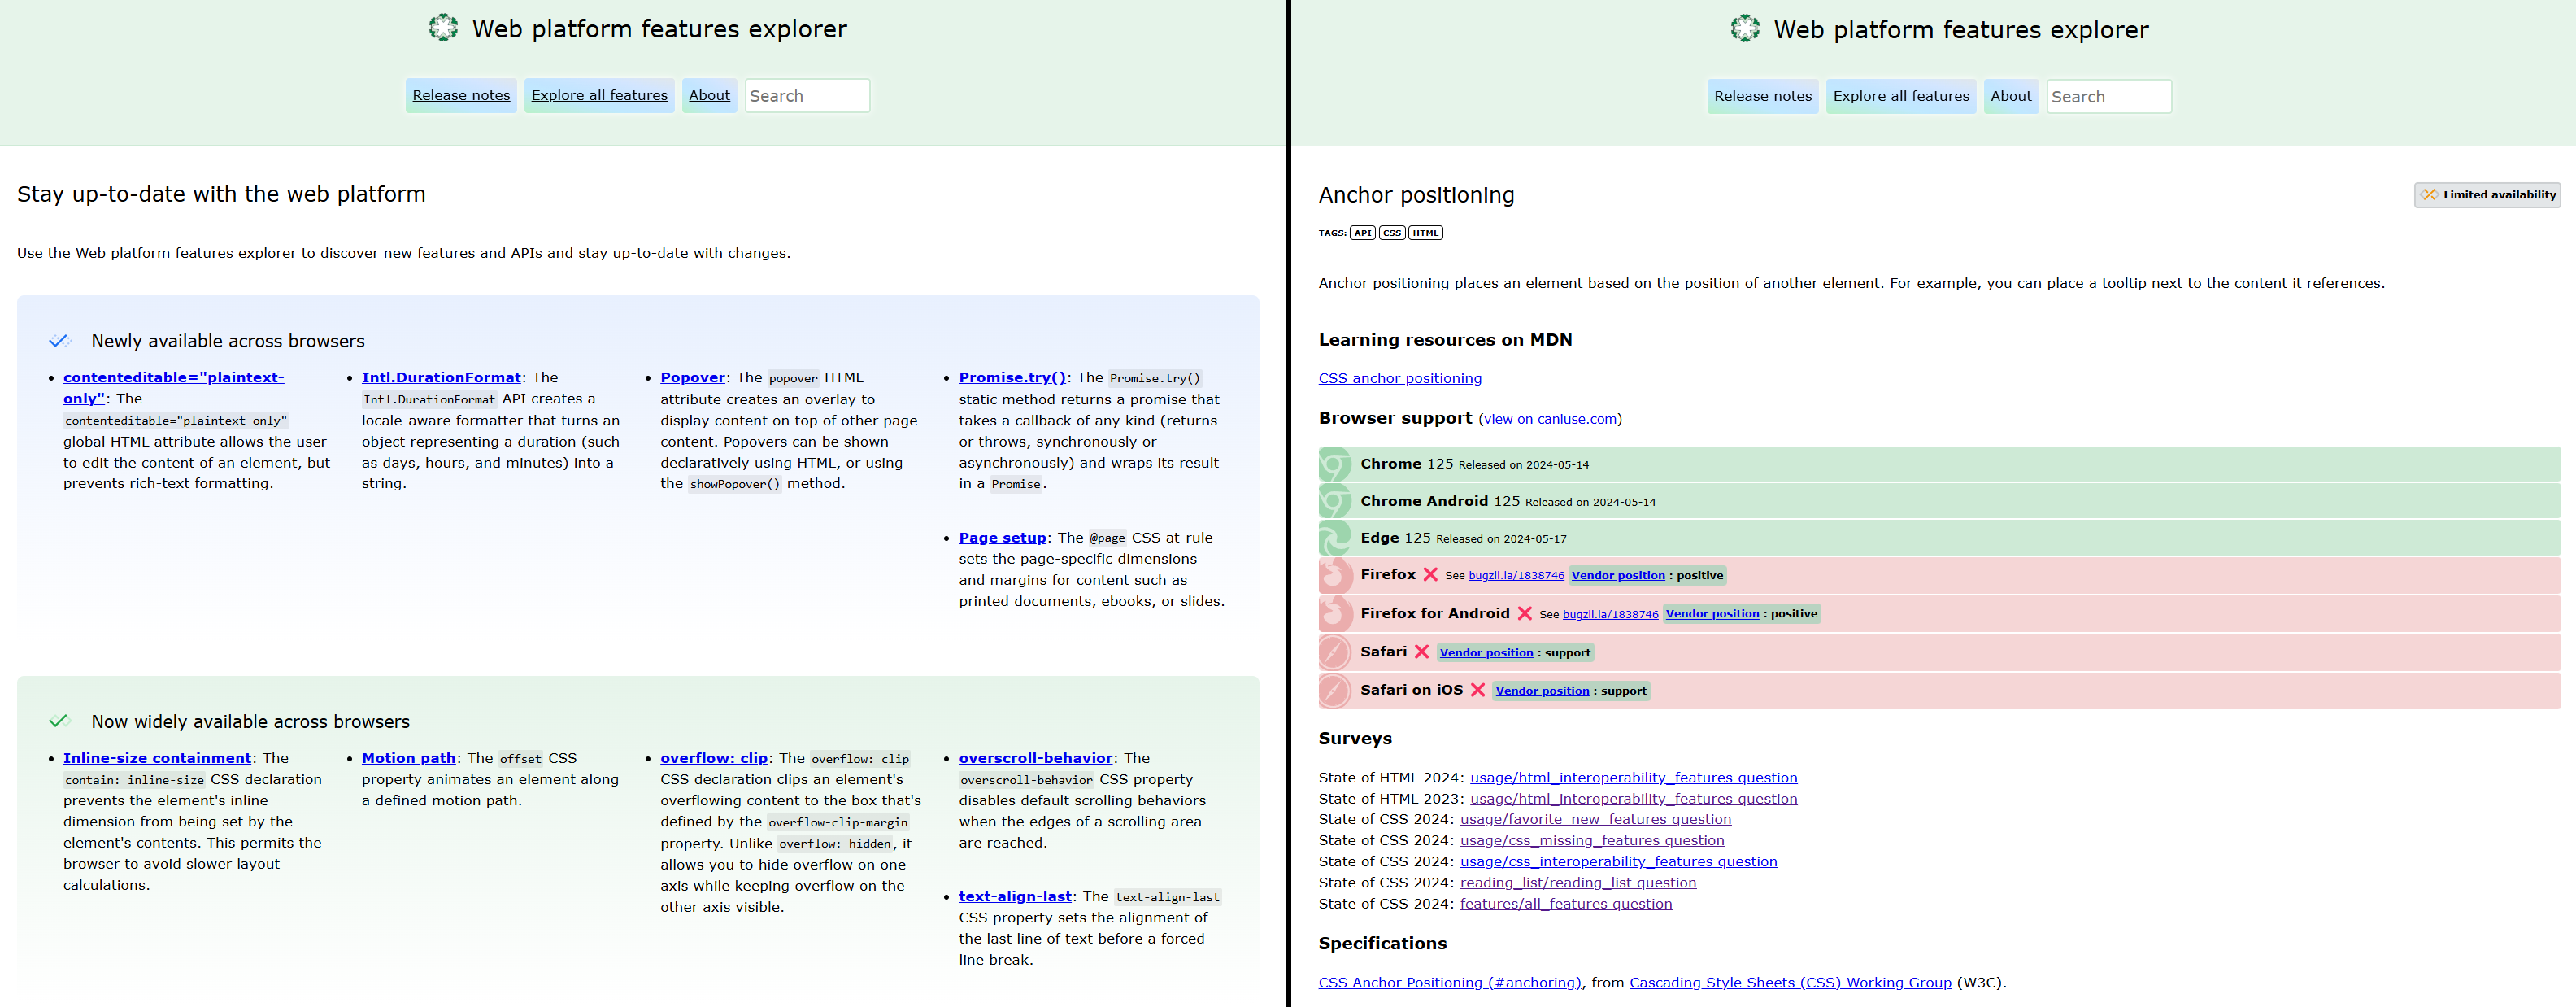 Web platform features explorer
Release notes
Explore all features
About
Search
Stay up-to-date with the web platform
Use the Web platform features explorer to discover new features and APIs and stay up-to-date with changes.
Newly available across browsers
contenteditable="plaintext-
only": The
contenteditable="plaintext-only"
global HTML attribute allows the user
to edit the content of an element, but
prevents rich-text formatting.
Intl.DurationFormat: The
Intl.DurationFormat API creates a
locale-aware formatter that turns an
object representing a duration (such
as days, hours, and minutes) into a
string.
Popover: The popover HTML
attribute creates an overlay to
display content on top of other page
content. Popovers can be shown
declaratively using HTML, or using
the showPopover() method.
Promise.try(): The Promise.try()
static method returns a promise that
takes a callback of any kind (returns
or throws, synchronously or
asynchronously) and wraps its result
in a Promise.
Page setup: The @page CSS at-rule
sets the page-specific dimensions
and margins for content such as
printed documents, ebooks, or slides.
Now widely available across browsers
Inline-size containment: The
contain: inline-size CSS declaration
prevents the element's inline
dimension from being set by the
element's contents. This permits the
browser to avoid slower layout
calculations.
Motion path: The offset CSS
property animates an element along
a defined motion path.
overflow: clip: The overflow: clip
CSS declaration clips an element's
overflowing content to the box that's
defined by the overflow-clip-margin
property. Unlike overflow: hidden, it
allows you to hide overflow on one
axis while keeping overflow on the
other axis visible.
overscroll-behavior: The
overscroll-behavior CSS property
disables default scrolling behaviors
when the edges of a scrolling area
are reached.
text-align-last: The text-align-last
CSS property sets the alignment of
the last line of text before a forced
line break.
Web platform features explorer
Release notes
Explore all features
About
Search
Anchor positioning
Limited availability
TAGS: API CSS HTML
Anchor positioning places an element based on the position of another element. For example, you can place a tooltip next to the content it references.
Learning resources on MDN
CSS anchor positioning
Browser support (view on caniuse.com)
Chrome 125 Released on 2024-05-14
Chrome Android 125 Released on 2024-05-14
Edge 125 Released on 2024-05-17
Firefox ❌ See bugzil.la/1838746 Vendor position : positive
Firefox for Android ❌ See bugzil.la/1838746 Vendor position : positive
Safari ❌ Vendor position : support
Safari on iOS ❌ Vendor position : support
Surveys
State of HTML 2024: usage/html_interoperability_features question
State of HTML 2023: usage/html_interoperability_features question
State of CSS 2024: usage/favorite_new_features question
State of CSS 2024: usage/css_missing_features question
State of CSS 2024: usage/css_interoperability_features question
State of CSS 2024: reading_list/reading_list question
State of CSS 2024: features/all_features question
Specifications
CSS Anchor Positioning (#anchoring), from Cascading Style Sheets (CSS) Working Group (W3C).